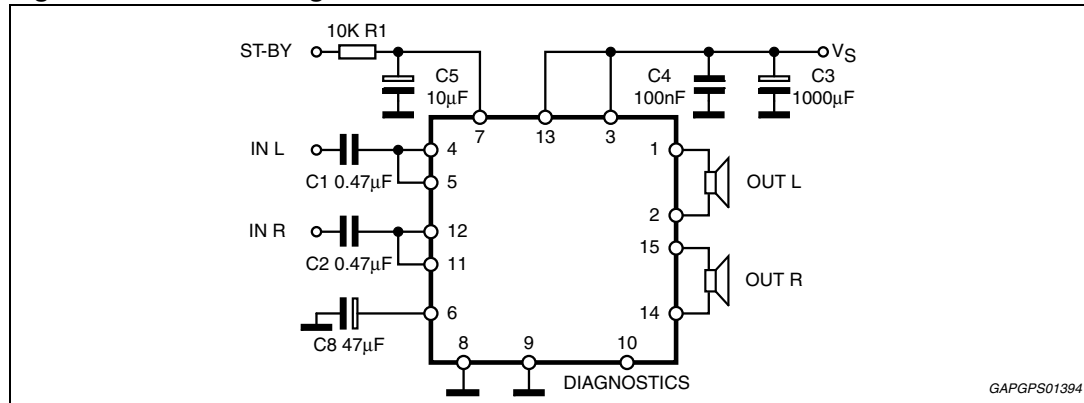 10K R1
ST-BY
C5
10µF
C4
100nF
C3
1000µF
VS
7
13
3
IN L
C1 0.47µF
4
5
1
2
OUT L
IN R
C2 0.47µF
12
11
15
14
OUT R
C8 47µF
6
8
9
10
DIAGNOSTICS
GAPGPS01394